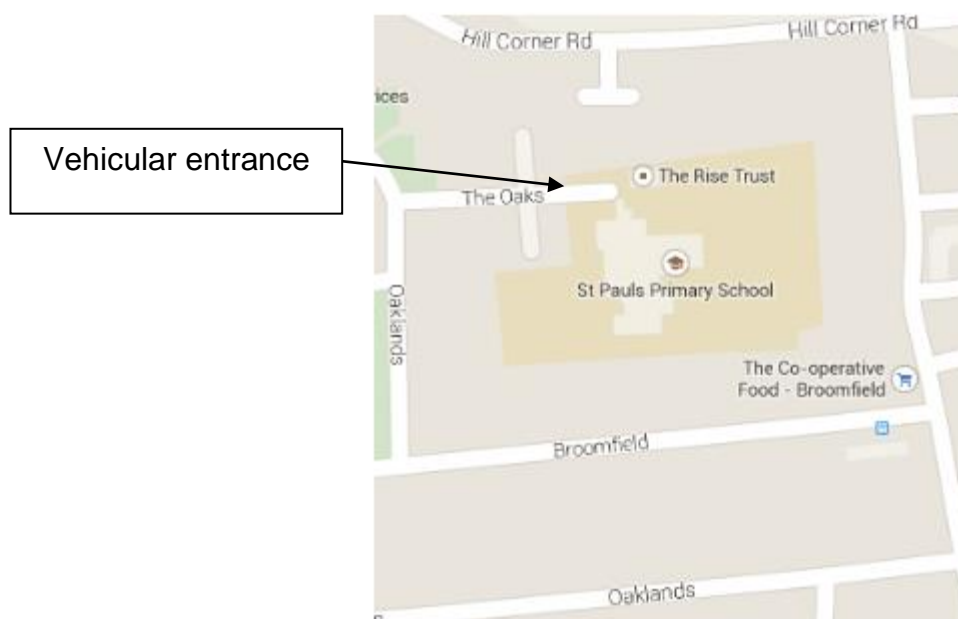 Hill Corner Rd
Hill Corner Rd
ices
Vehicular entrance
The Rise Trust
The Oaks
St Pauls Primary School
Oaklands
The Co-operative
Food - Broomfield
Broomfield
Oaklands